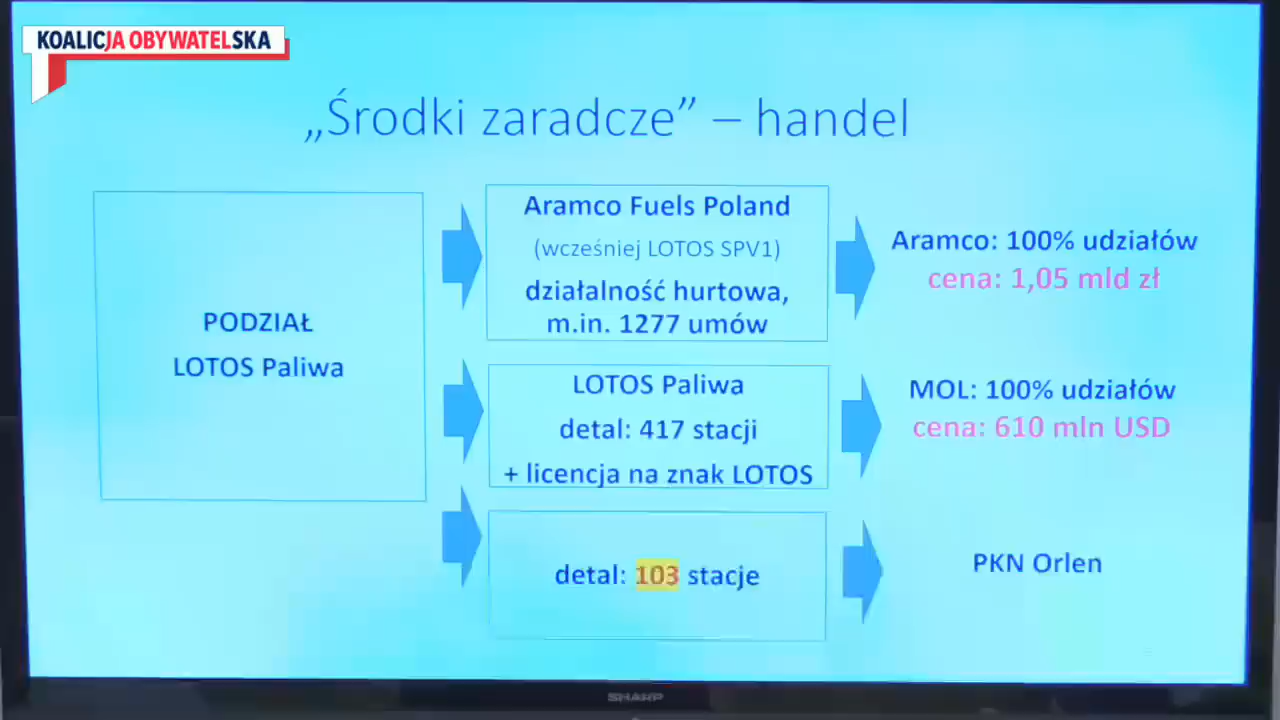 KOALICJA OBYWATELSKA
„Środki zaradcze” – handel
PODZIAŁ
LOTOS Paliwa
Aramco Fuels Poland
(wcześniej LOTOS SPV1)
działalność hurtowa,
m.in. 1277 umów
Aramco: 100% udziałów
cena: 1,05 mld zł
LOTOS Paliwa
detal: 417 stacji
+ licencja na znak LOTOS
MOL: 100% udziałów
cena: 610 mln USD
detal: 103 stacje
PKN Orlen
SHARP